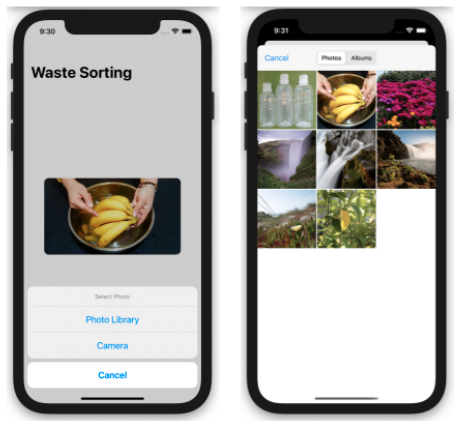 9:30
Waste Sorting
Select Photo
Photo Library
Camera
Cancel
9:31
Cancel
Photos
Albums